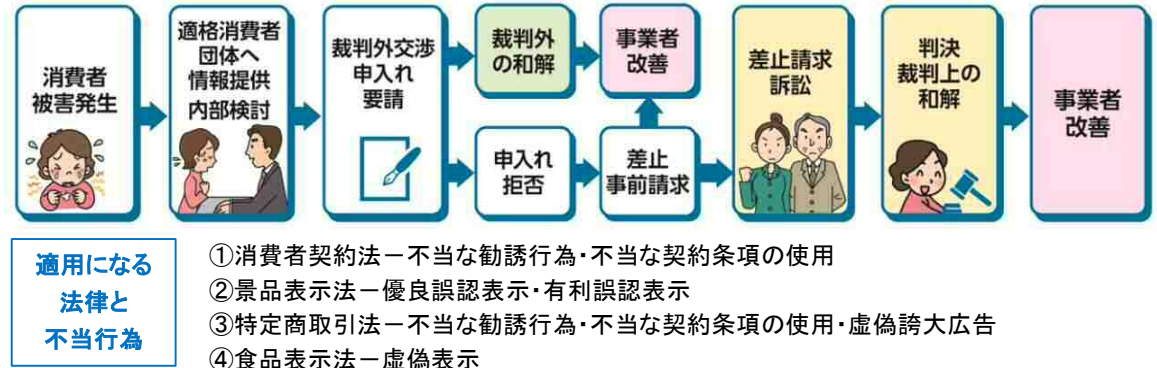 消費者
被害発生
適格消費者
団体へ
情報提供
内部検討
裁判外交渉
申入れ
要請
裁判外
の和解
事業者
改善
申入れ
拒否
差止
事前請求
差止請求
訴訟
判決
裁判上の
和解
事業者
改善
適用になる
法律と
不当行為
①消費者契約法－不当な勧誘行為・不当な契約条項の使用
②景品表示法－優良誤認表示・有利誤認表示
③特定商取引法－不当な勧誘行為・不当な契約条項の使用・虚偽誇大広告
④食品表示法－虚偽表示